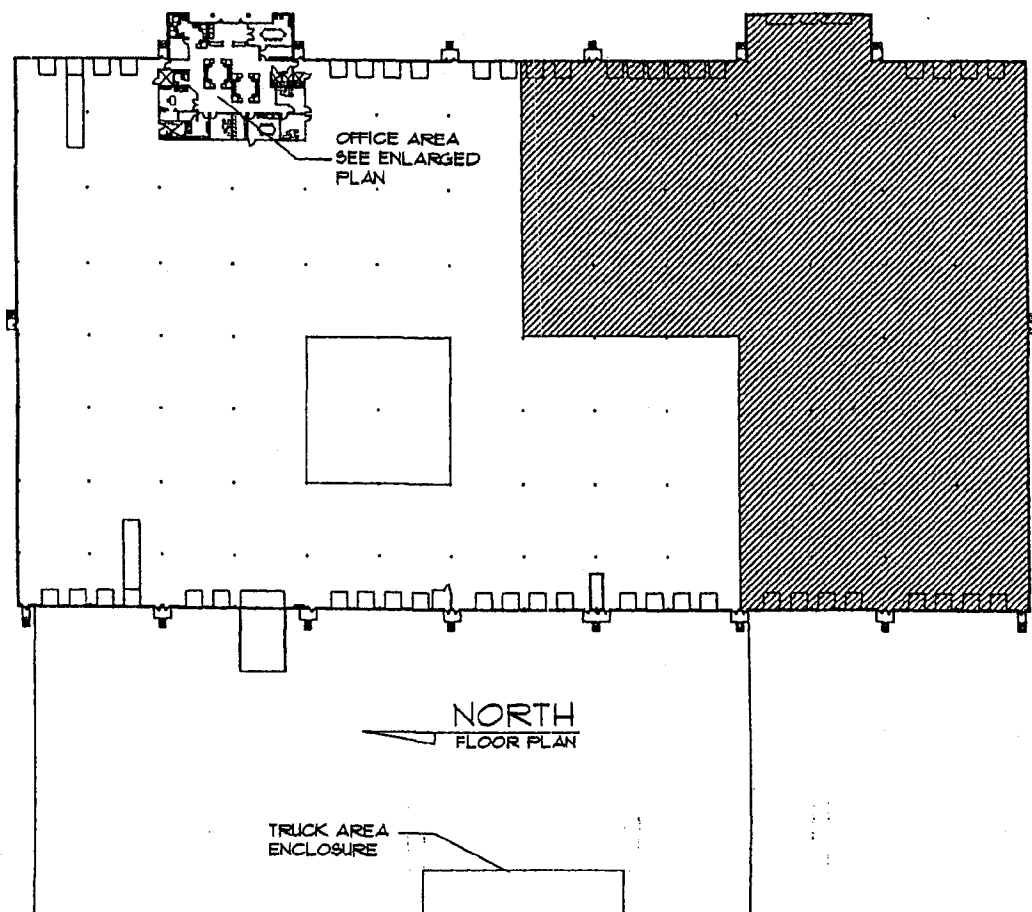 OFFICE AREA
SEE ENLARGED
PLAN
NORTH
FLOOR PLAN
TRUCK AREA
ENCLOSURE